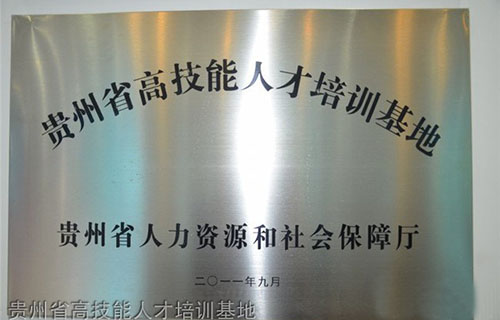 贵州省高技能人才培训基地
贵州省人力资源和社会保障厅
二〇一一年九月
贵州省高技能人才培训基地